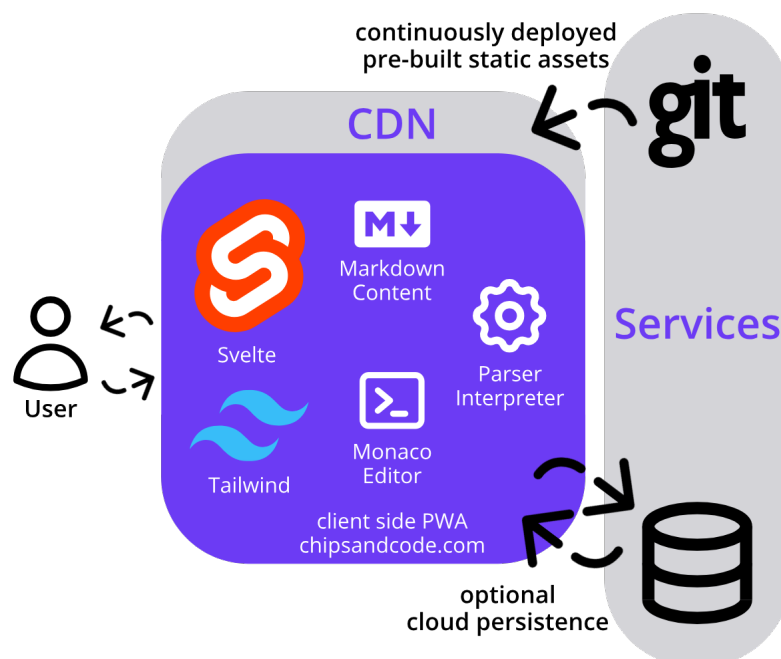 continuously deployed
pre-built static assets
git
CDN
M
Markdown
Content
Svelte
Parser
Interpreter
Services
User
Monaco
Editor
Tailwind
client side PWA
chipsandcode.com
optional
cloud persistence